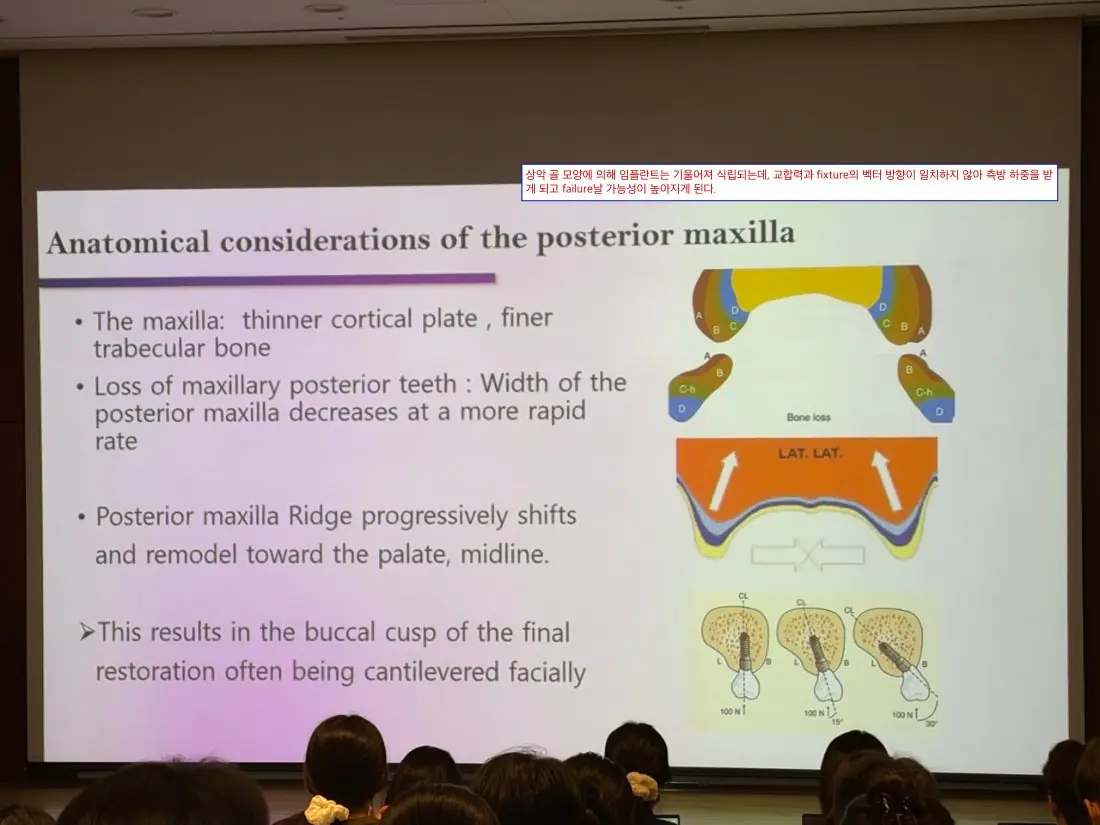 상악 골 모양에 의해 임플란트는 기울어져 식립되는데, 교합력과 fixture의 벡터 방향이 일치하지 않아 측방 하중을 받
게 되고 failure날 가능성이 높아지게 된다.
Anatomical considerations of the posterior maxilla
• The maxilla: thinner cortical plate , finer
trabecular bone
• Loss of maxillary posterior teeth : Width of the
posterior maxilla decreases at a more rapid
rate
• Posterior maxilla Ridge progressively shifts
and remodel toward the palate, midline.
➢This results in the buccal cusp of the final
restoration often being cantilevered facially
A B C D
D C B A
A B C-h D
A B C-h D
Bone loss
LAT. LAT.
CL CL CL
L B L B L B
100 N 100 N 15° 100 N 30°